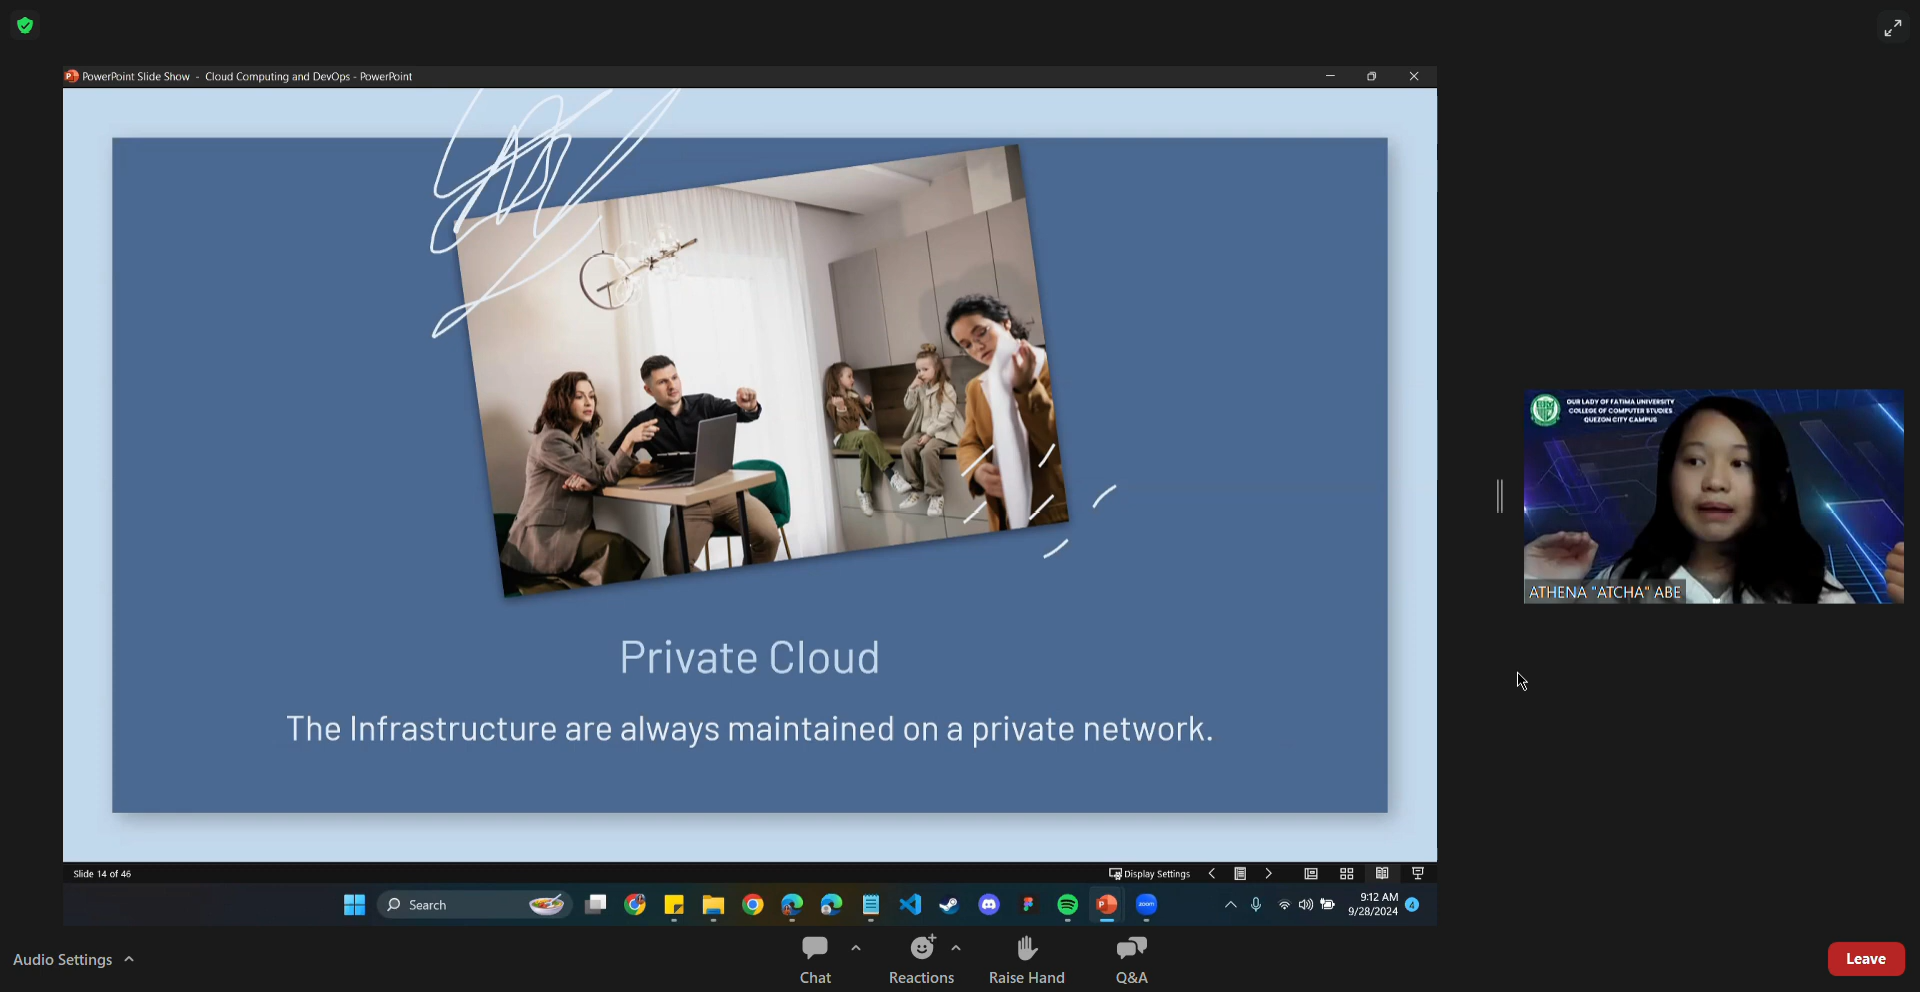 PowerPoint Slide Show - Cloud Computing and DevOps - PowerPoint
Private Cloud
The Infrastructure are always maintained on a private network.
OUR LADY OF FATIMA UNIVERSITY
COLLEGE OF COMPUTER STUDIES
QUEZON CITY CAMPUS
ATHENA "ATCHA" ABE
Slide 14 of 46
Display Settings
Search
zoom
9:12 AM
9/28/2024
4
Audio Settings
Chat
Reactions
Raise Hand
Q&A
Leave